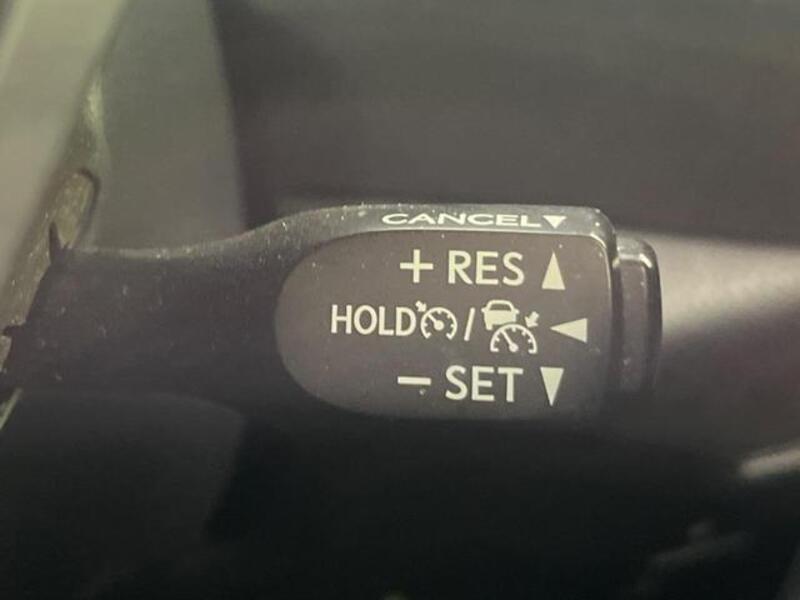 CANCEL▼
+ RES ▲
HOLD / ◀
− SET ▼